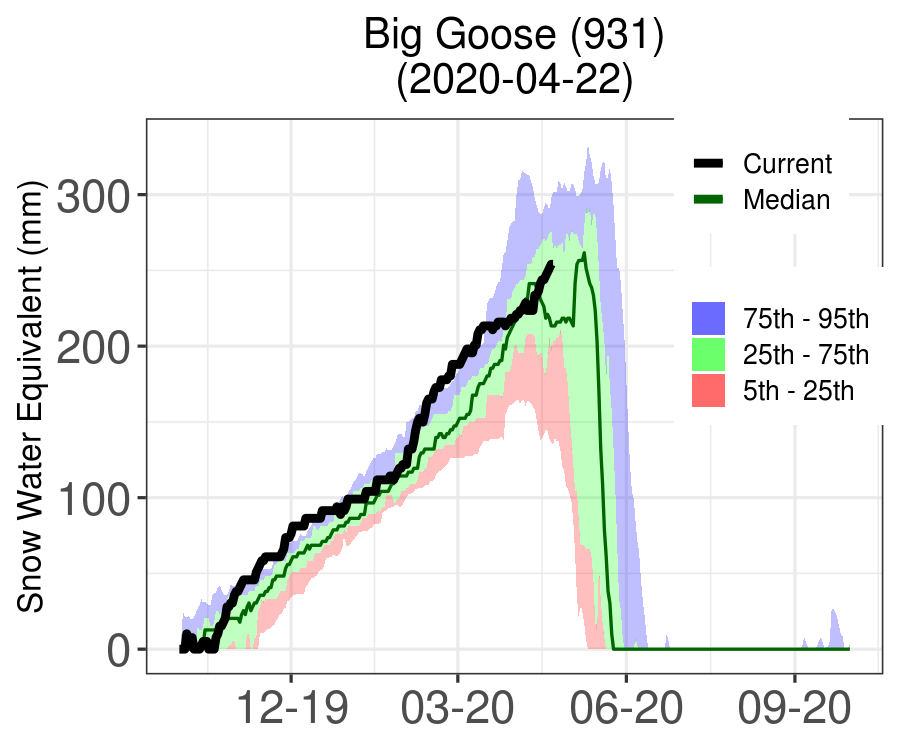 Big Goose (931)
(2020-04-22)
Snow Water Equivalent (mm)
300
200
100
0
12-19
03-20
06-20
09-20
Current
Median
75th - 95th
25th - 75th
5th - 25th